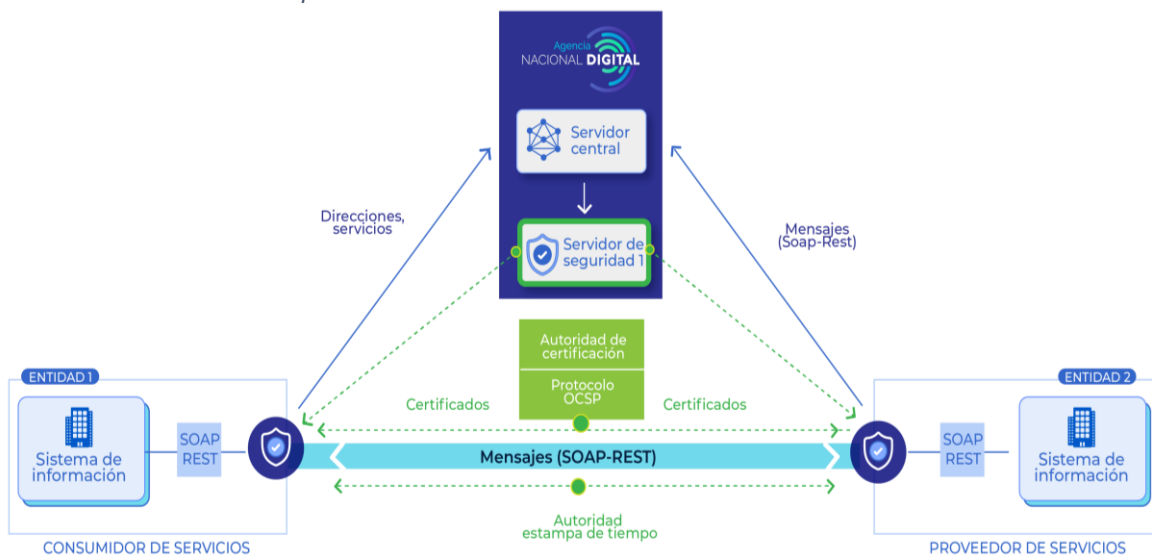 Agencia
NACIONAL DIGITAL
Servidor
central
Direcciones,
servicios
Mensajes
(Soap-Rest)
Servidor de
seguridad 1
Autoridad de
certificación
Protocolo
OCSP
ENTIDAD 1
ENTIDAD 2
Certificados
Certificados
SOAP
REST
Sistema de
información
Mensajes (SOAP-REST)
SOAP
REST
Sistema de
información
Autoridad
estampa de tiempo
CONSUMIDOR DE SERVICIOS
PROVEEDOR DE SERVICIOS